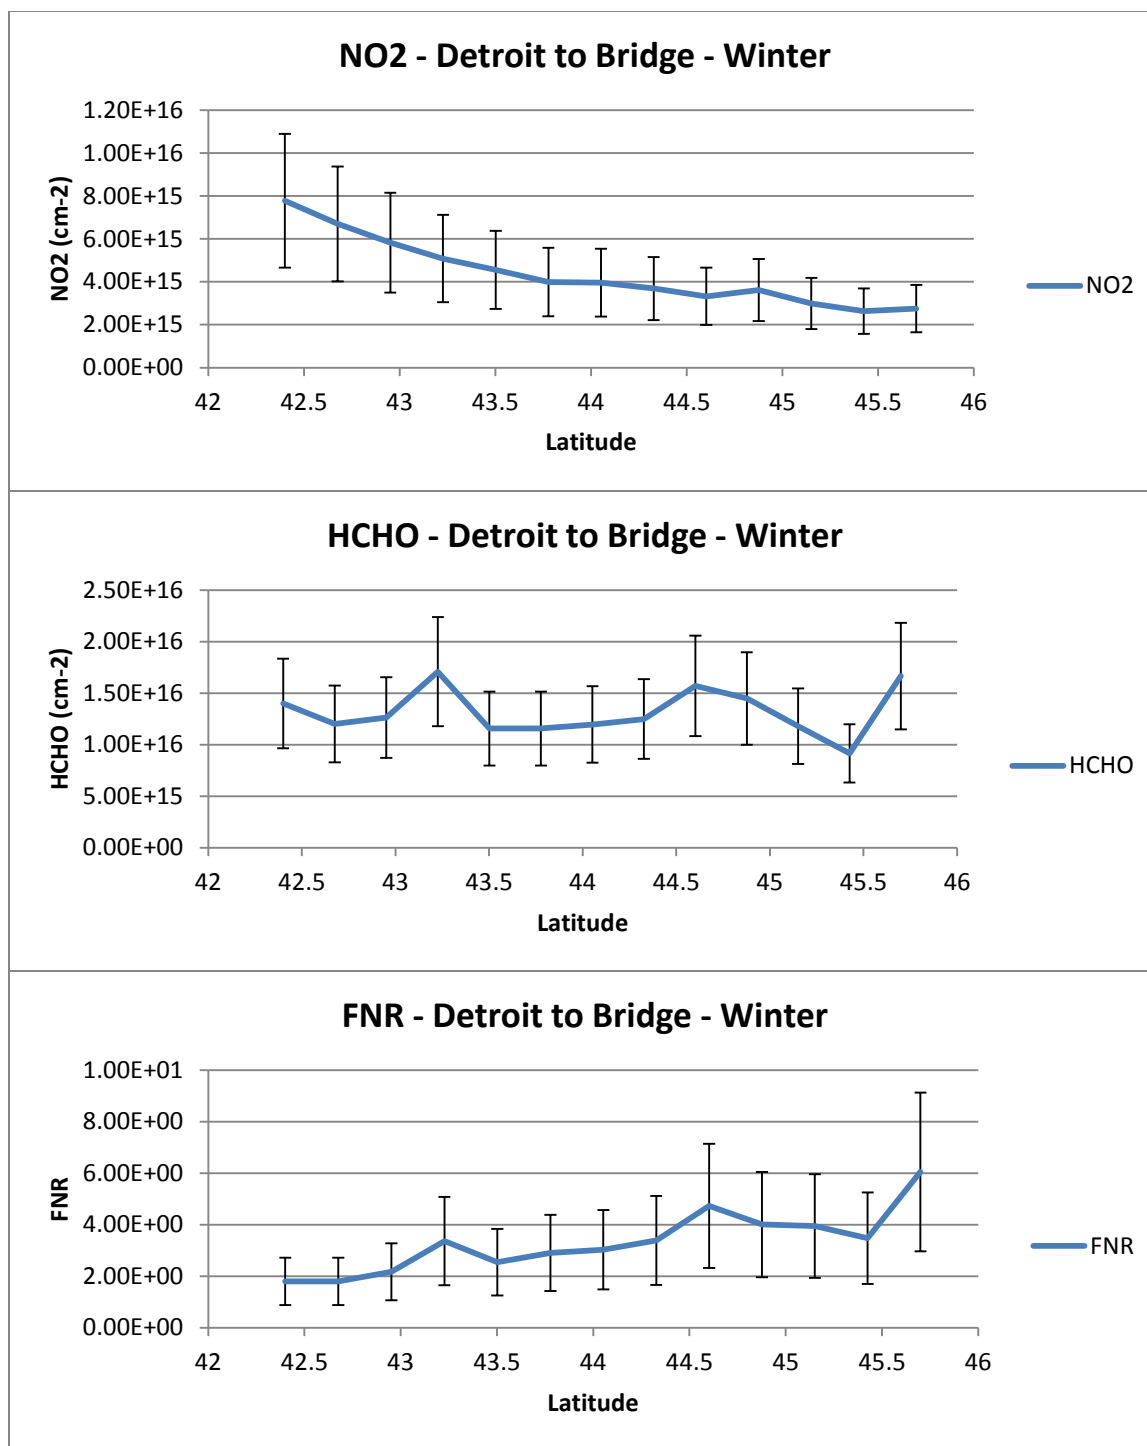 NO2 - Detroit to Bridge - Winter
1.20E+16
1.00E+16
8.00E+15
6.00E+15
4.00E+15
2.00E+15
0.00E+00
NO2 (cm-2)
42 42.5 43 43.5 44 44.5 45 45.5 46
Latitude
NO2
HCHO - Detroit to Bridge - Winter
2.50E+16
2.00E+16
1.50E+16
1.00E+16
5.00E+15
0.00E+00
HCHO (cm-2)
42 42.5 43 43.5 44 44.5 45 45.5 46
Latitude
HCHO
FNR - Detroit to Bridge - Winter
1.00E+01
8.00E+00
6.00E+00
4.00E+00
2.00E+00
0.00E+00
FNR
42 42.5 43 43.5 44 44.5 45 45.5 46
Latitude
FNR